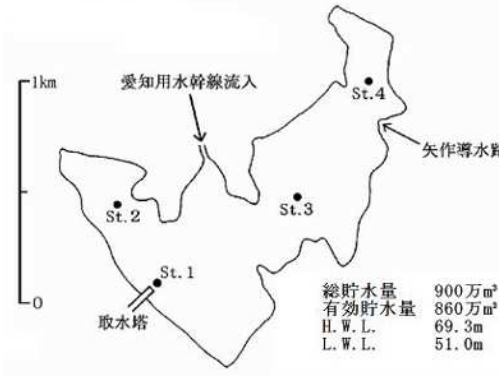 1km
愛知用水幹線流入
St.4
矢作導水路
St.2
St.3
St.1
0
取水塔
総貯水量 900万m³
有効貯水量 860万m³
H.W.L. 69.3m
L.W.L. 51.0m